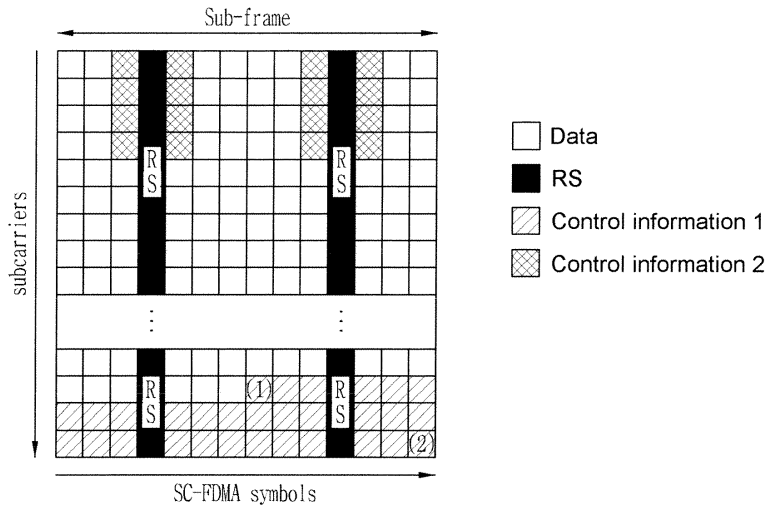 Sub-frame
subcarriers
RS
RS
Data
RS
Control information 1
Control information 2
⋮
⋮
RS
(1)
RS
(2)
SC-FDMA symbols